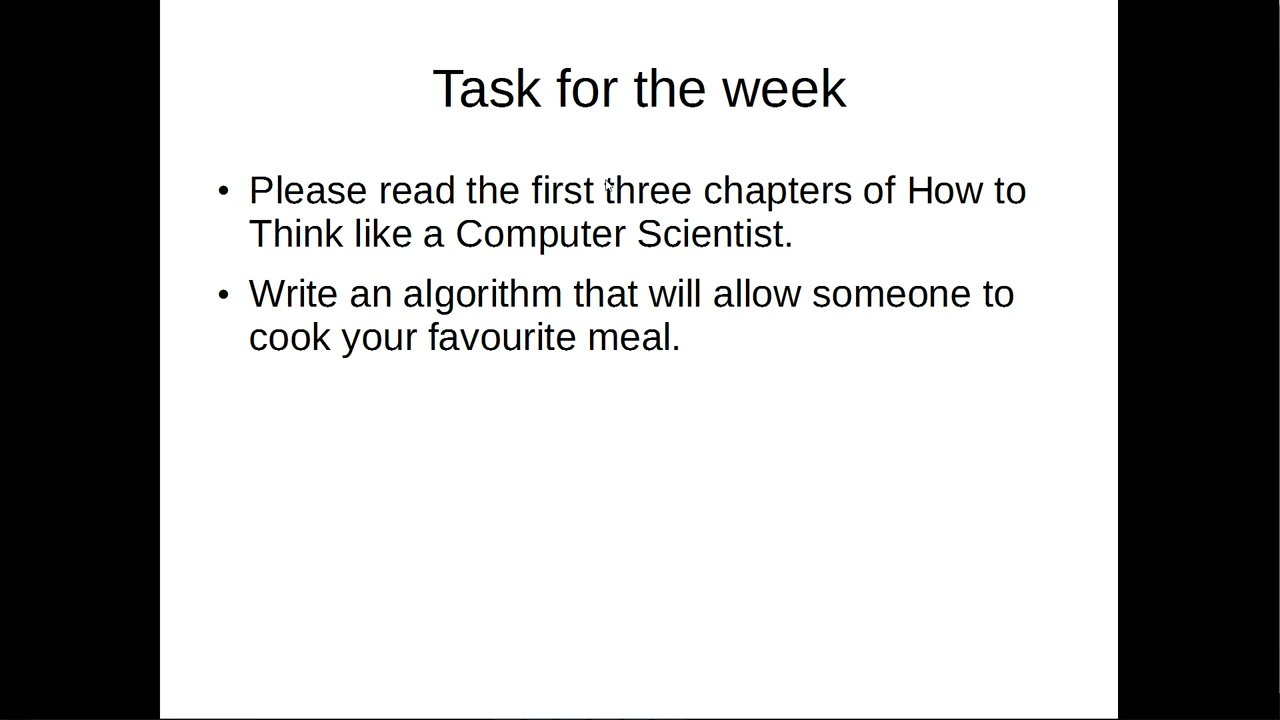 Task for the week
• Please read the first three chapters of How to
Think like a Computer Scientist.
• Write an algorithm that will allow someone to
cook your favourite meal.